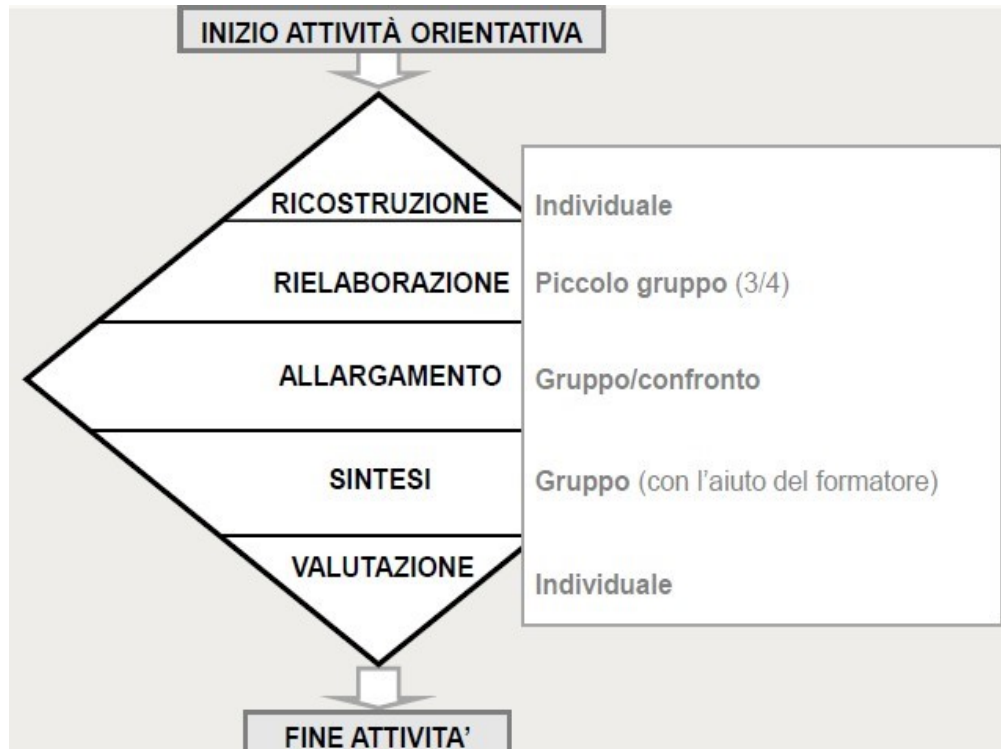 INIZIO ATTIVITÀ ORIENTATIVA
RICOSTRUZIONE
Individuale
RIELABORAZIONE
Piccolo gruppo (3/4)
ALLARGAMENTO
Gruppo/confronto
SINTESI
Gruppo (con l'aiuto del formatore)
VALUTAZIONE
Individuale
FINE ATTIVITA'